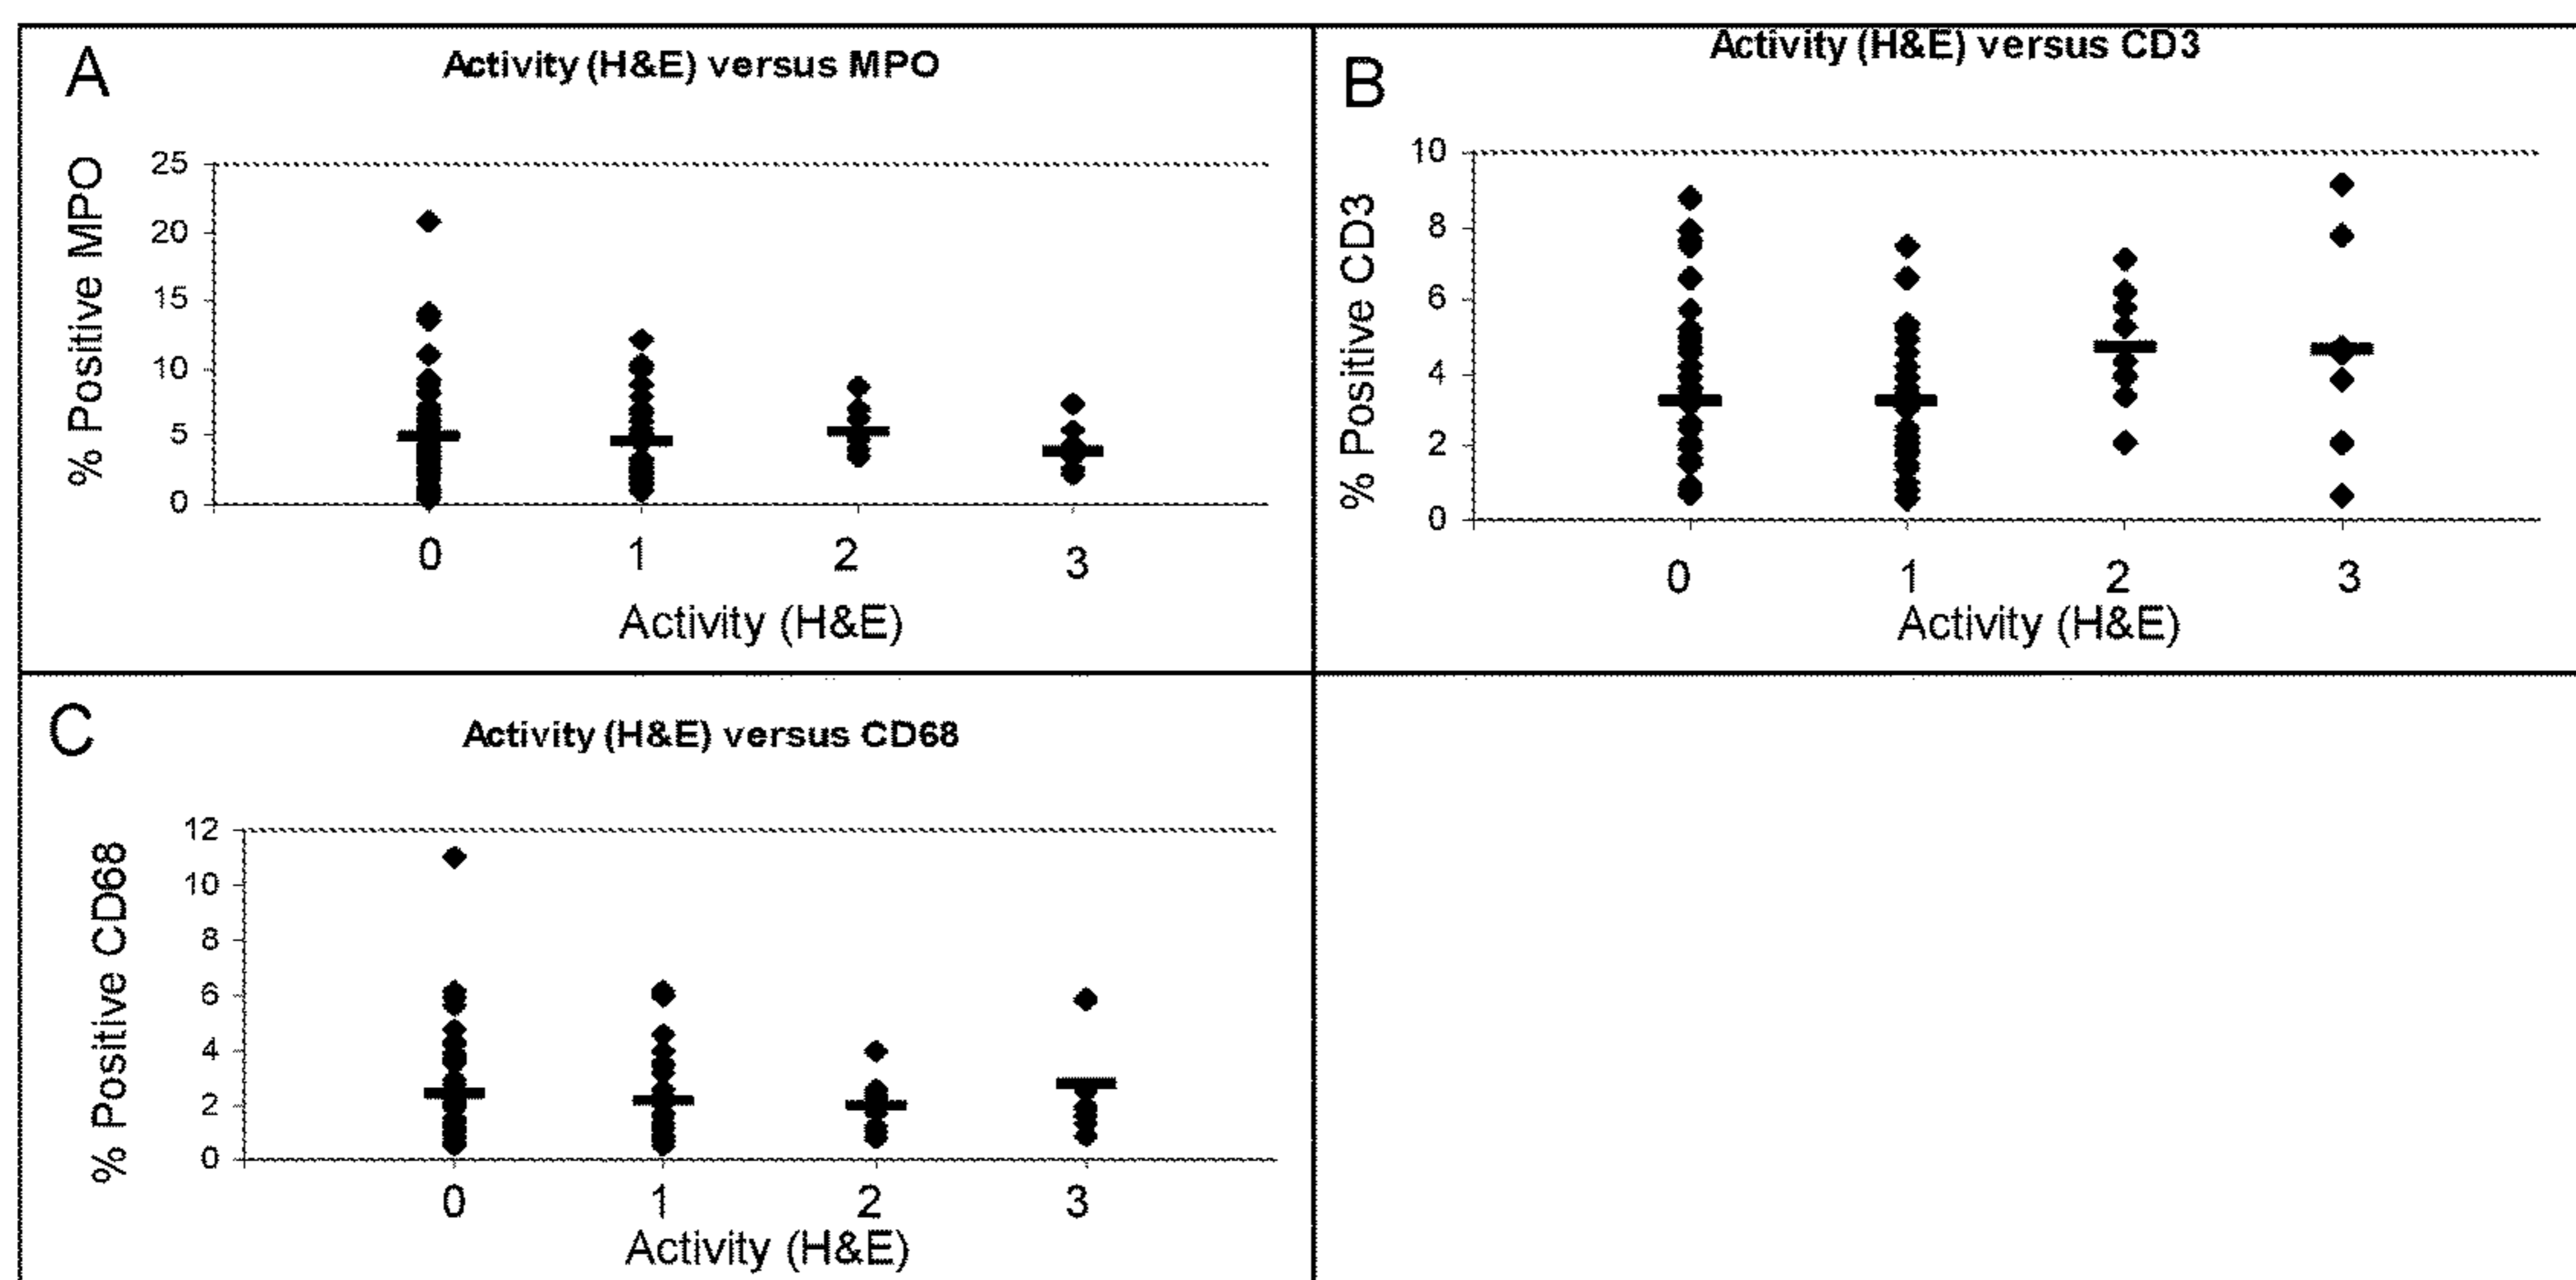 A
Activity (H&E) versus MPO
% Positive MPO
25
20
15
10
5
0
0 1 2 3
Activity (H&E)
B
Activity (H&E) versus CD3
% Positive CD3
10
8
6
4
2
0
0 1 2 3
Activity (H&E)
C
Activity (H&E) versus CD68
% Positive CD68
12
10
8
6
4
2
0
0 1 2 3
Activity (H&E)